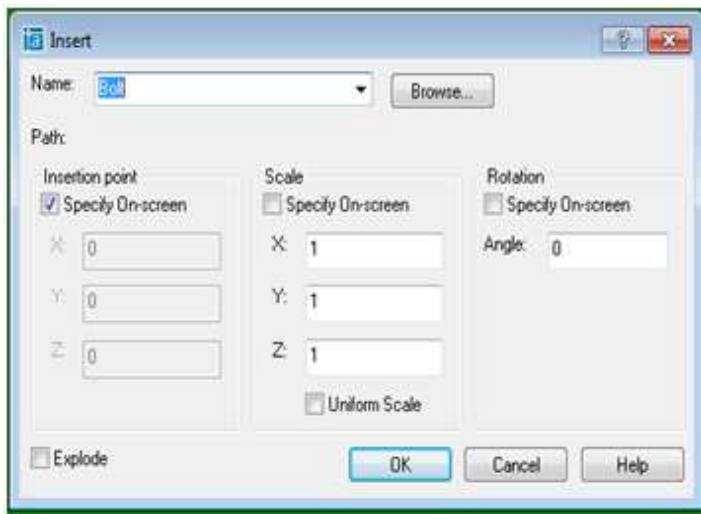 Insert
Name: Bolt Browse...
Path:
Insertion point Scale Rotation
Specify On-screen Specify On-screen Specify On-screen
X: 0 X: 1 Angle: 0
Y: 0 Y: 1
Z: 0 Z: 1
Uniform Scale
Explode OK Cancel Help